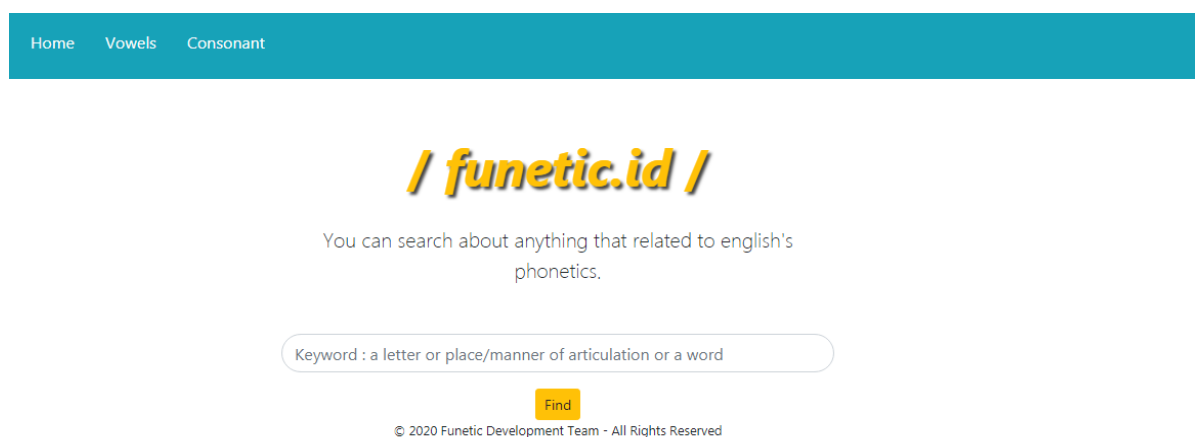 Home Vowels Consonant
/ funetic.id /
You can search about anything that related to english's
phonetics.
Keyword : a letter or place/manner of articulation or a word
Find
© 2020 Funetic Development Team - All Rights Reserved